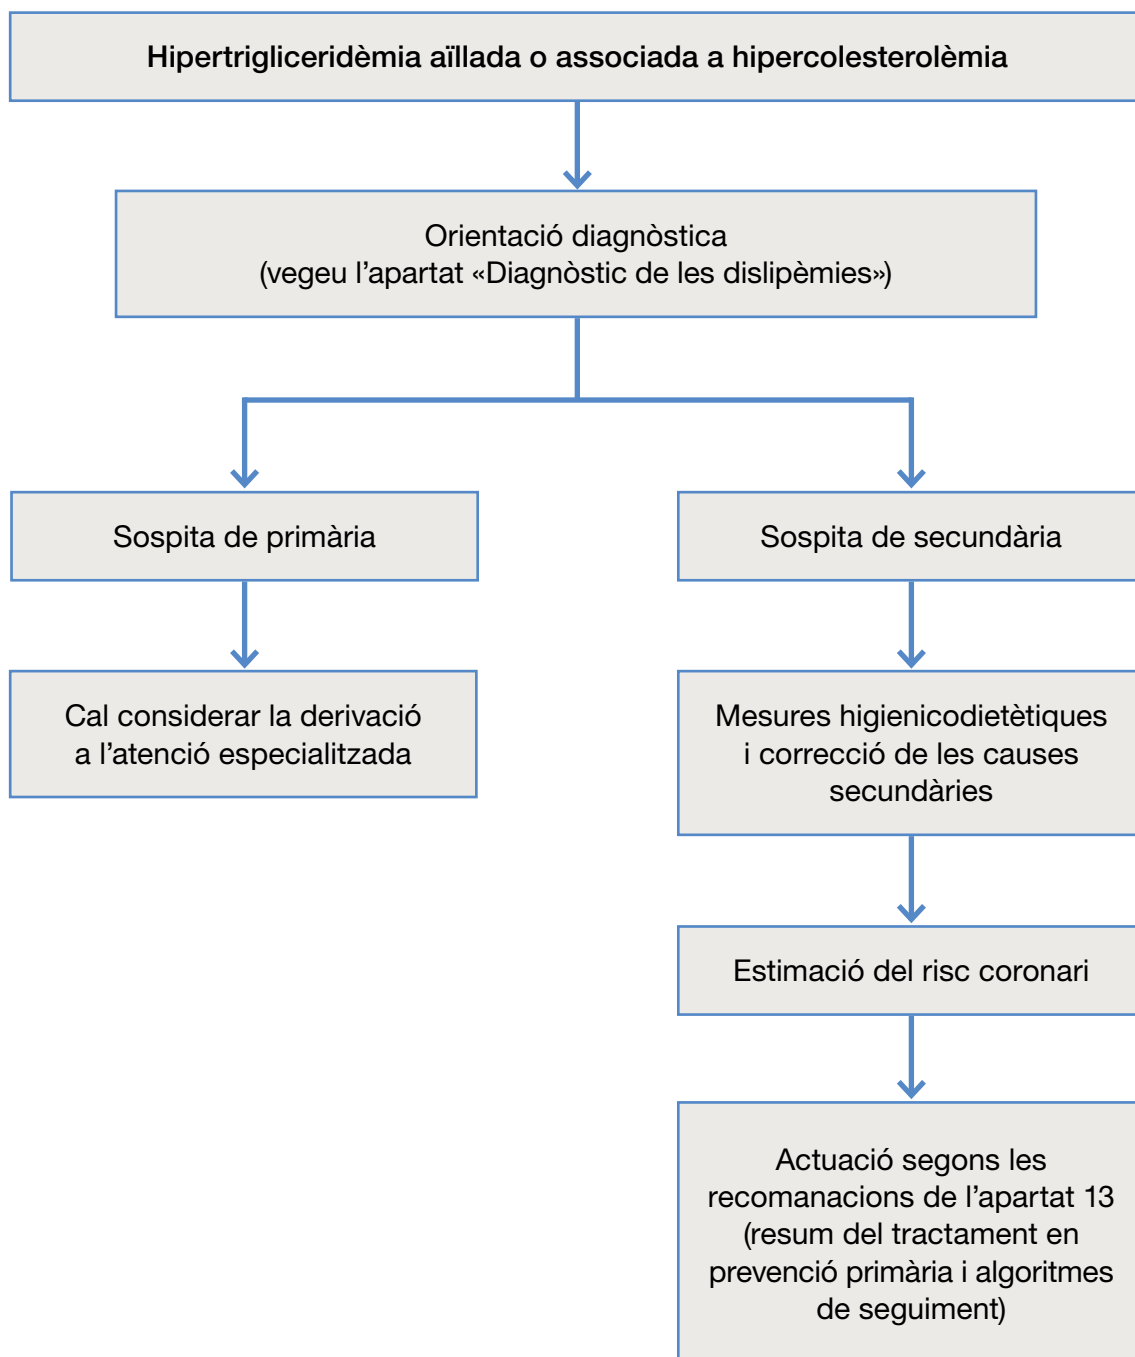 Hipertrigliceridèmia aïllada o associada a hipercolesterolèmia
Orientació diagnòstica
(vegeu l’apartat «Diagnòstic de les dislipèmies»)
Sospita de primària
Sospita de secundària
Cal considerar la derivació
a l’atenció especialitzada
Mesures higienicodietètiques
i correcció de les causes
secundàries
Estimació del risc coronari
Actuació segons les
recomanacions de l’apartat 13
(resum del tractament en
prevenció primària i algoritmes
de seguiment)